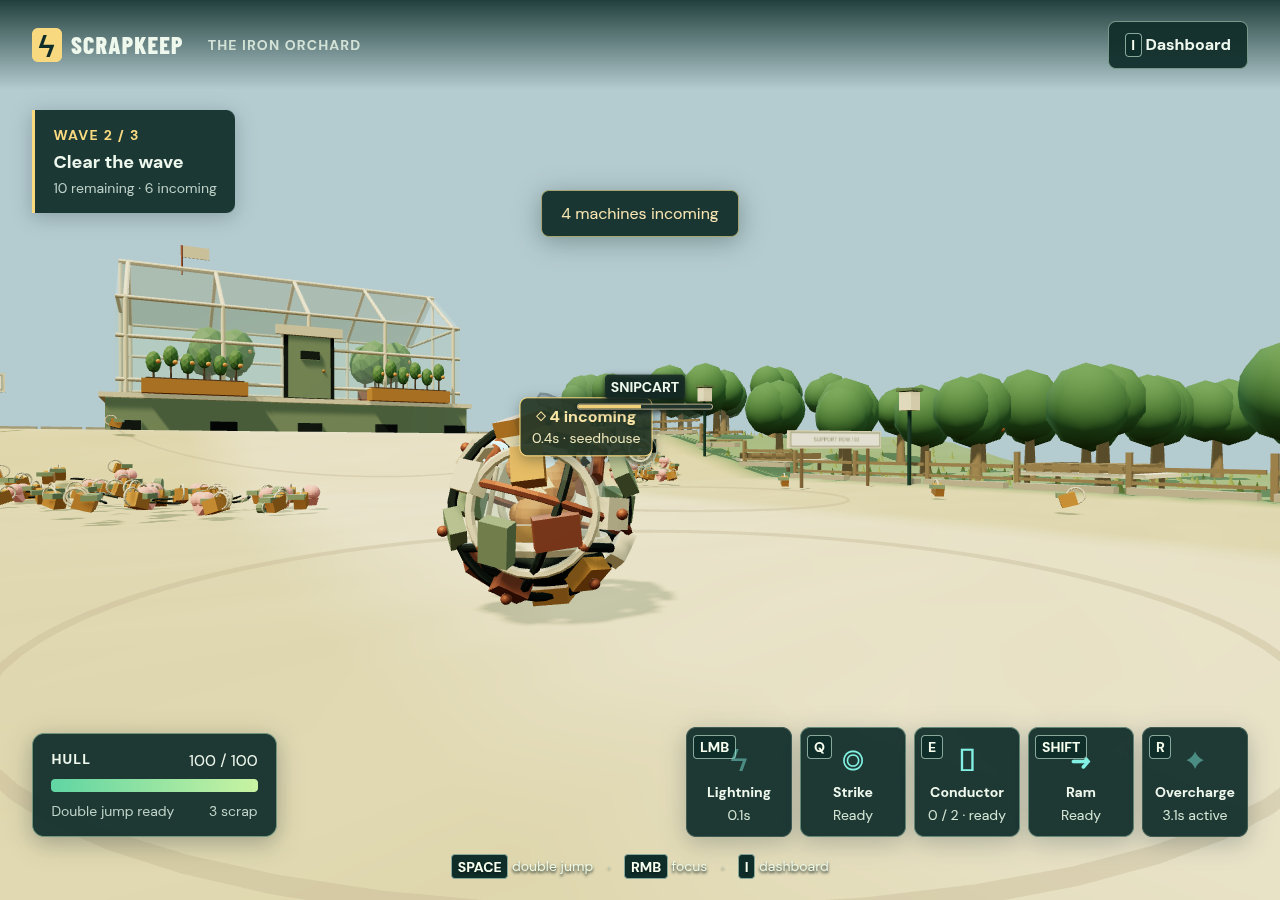 SCRAPKEEP THE IRON ORCHARD
I Dashboard
WAVE 2 / 3
Clear the wave
10 remaining · 6 incoming
4 machines incoming
SNIPCART
◇ 4 incoming
0.4s · seedhouse
HULL 100 / 100
Double jump ready 3 scrap
LMB
Lightning
0.1s
Q
Strike
Ready
E
Conductor
0 / 2 · ready
SHIFT
Ram
Ready
R
Overcharge
3.1s active
SPACE double jump · RMB focus · I dashboard